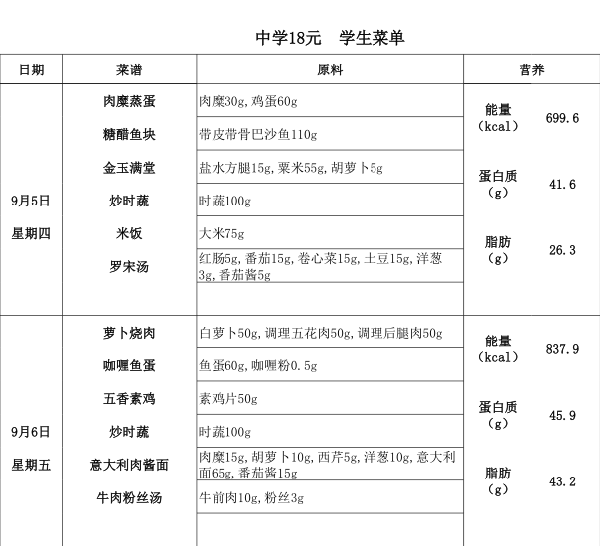 中学18元 学生菜单
日期 菜谱 原料 营养
9月5日
星期四
肉糜蒸蛋 肉糜30g,鸡蛋60g
糖醋鱼块 带皮带骨巴沙鱼110g
金玉满堂 盐水方腿15g,粟米55g,胡萝卜5g
炒时蔬 时蔬100g
米饭 大米75g
罗宋汤 红肠5g,番茄15g,卷心菜15g,土豆15g,洋葱
3g,番茄酱5g
能量
（kcal） 699.6
蛋白质
（g） 41.6
脂肪
（g） 26.3
9月6日
星期五
萝卜烧肉 白萝卜50g,调理五花肉50g,调理后腿肉50g
咖喱鱼蛋 鱼蛋60g,咖喱粉0.5g
五香素鸡 素鸡片50g
炒时蔬 时蔬100g
意大利肉酱面 肉糜15g,胡萝卜10g,西芹5g,洋葱10g,意大利
面65g,番茄酱15g
牛肉粉丝汤 牛前肉10g,粉丝3g
能量
（kcal） 837.9
蛋白质
（g） 45.9
脂肪
（g） 43.2